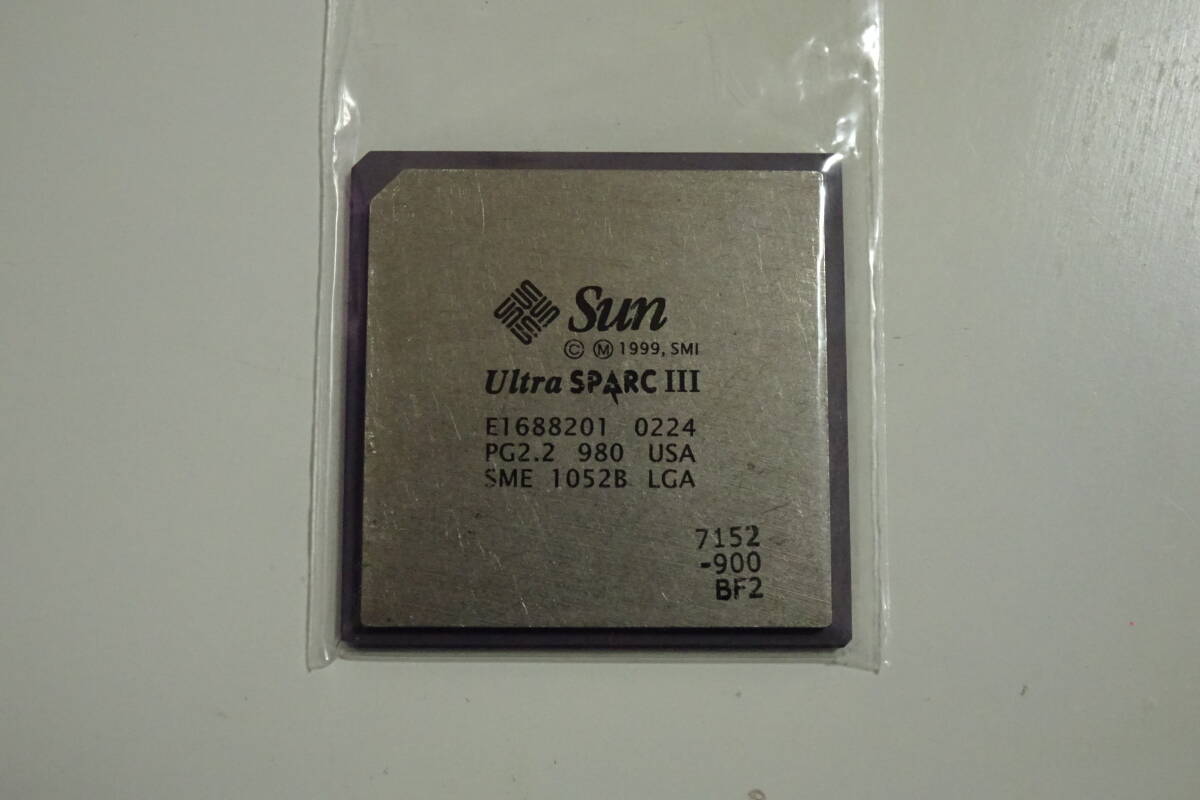 Sun
© Ⓜ 1999, SMI
Ultra SPARC III
E1688201 0224
PG2.2 980 USA
SME 1052B LGA
7152
-900
BF2